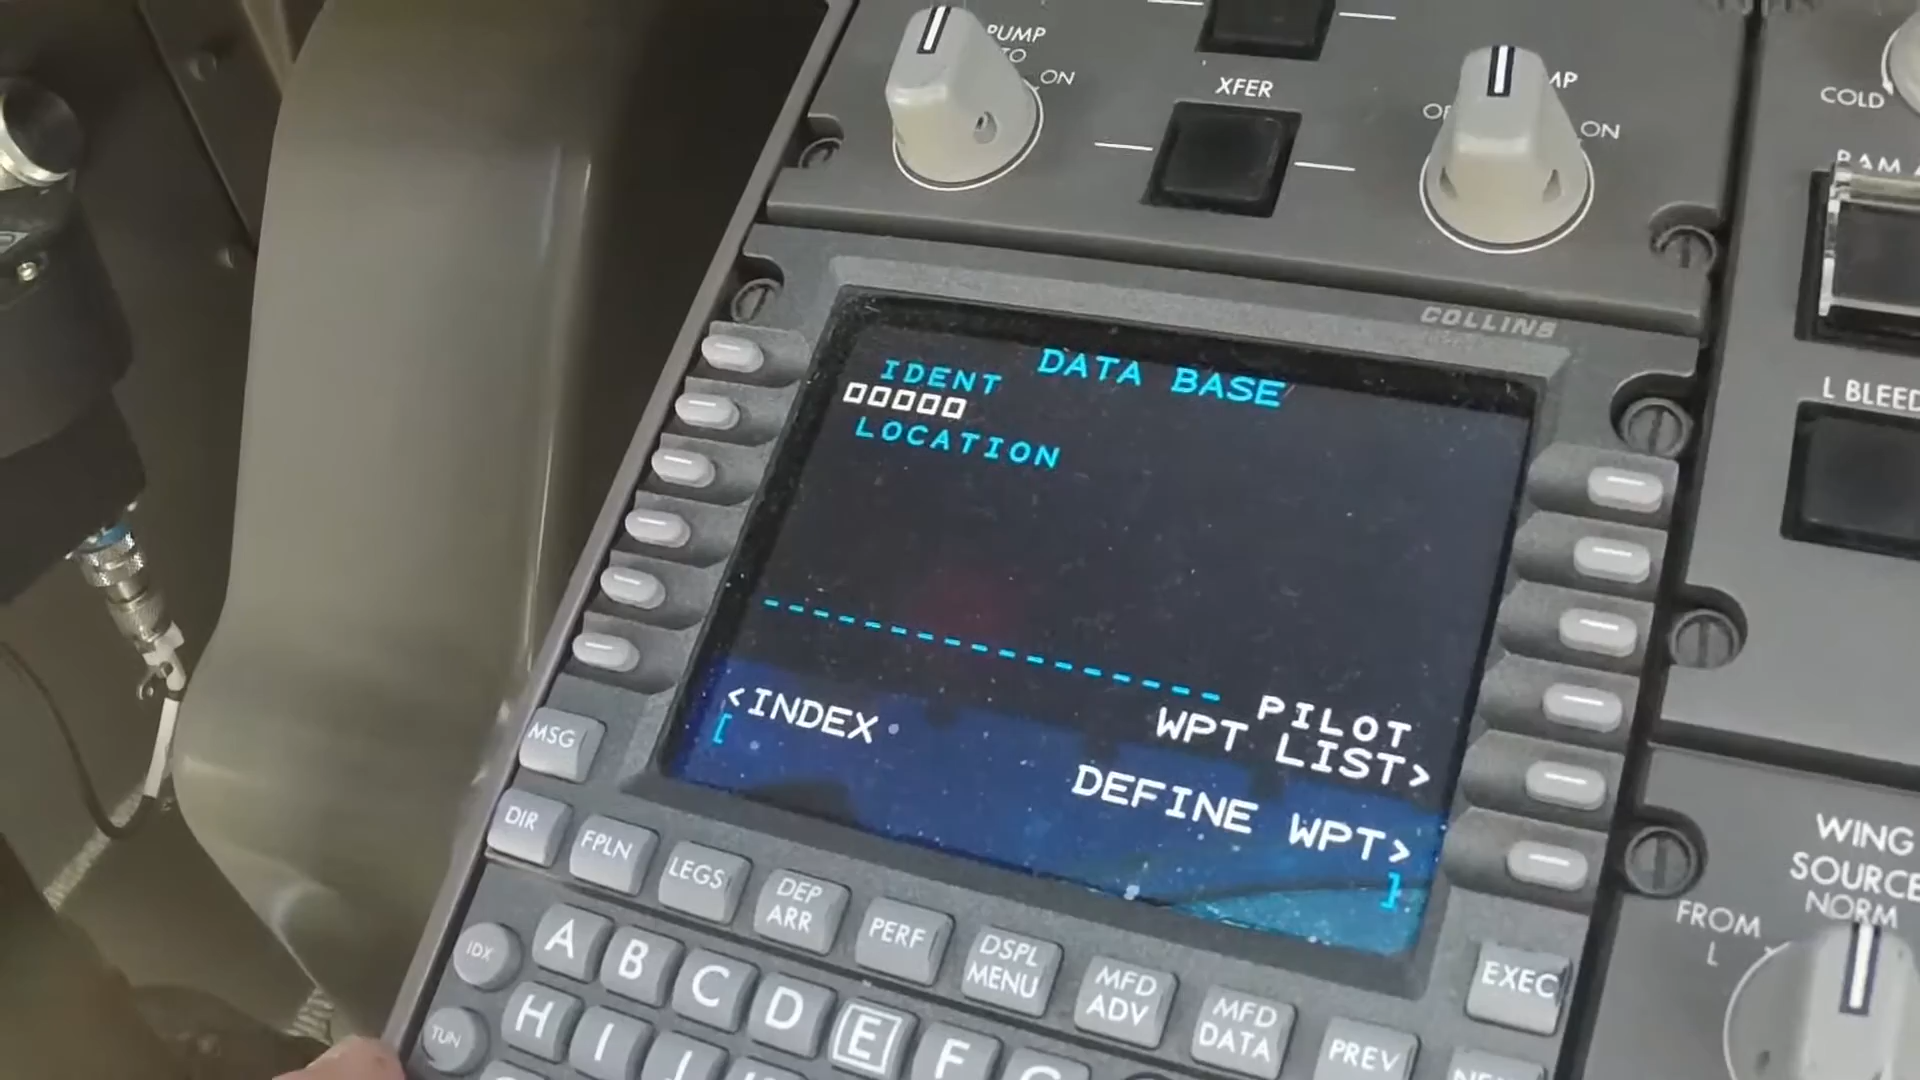 PUMP
ON
XFER
ON
COLD
COLLINS
L BLEED
DATA BASE
IDENT
LOCATION
<INDEX
PILOT
WPT LIST>
DEFINE WPT>
[ ]
MSG
DIR
FPLN
LEGS
DEP
ARR
PERF
DSPL
MENU
MFD
ADV
MFD
DATA
PREV
EXEC
IDX
A B C D E F
TUN
H I
WING
SOURCE
NORM
FROM
L